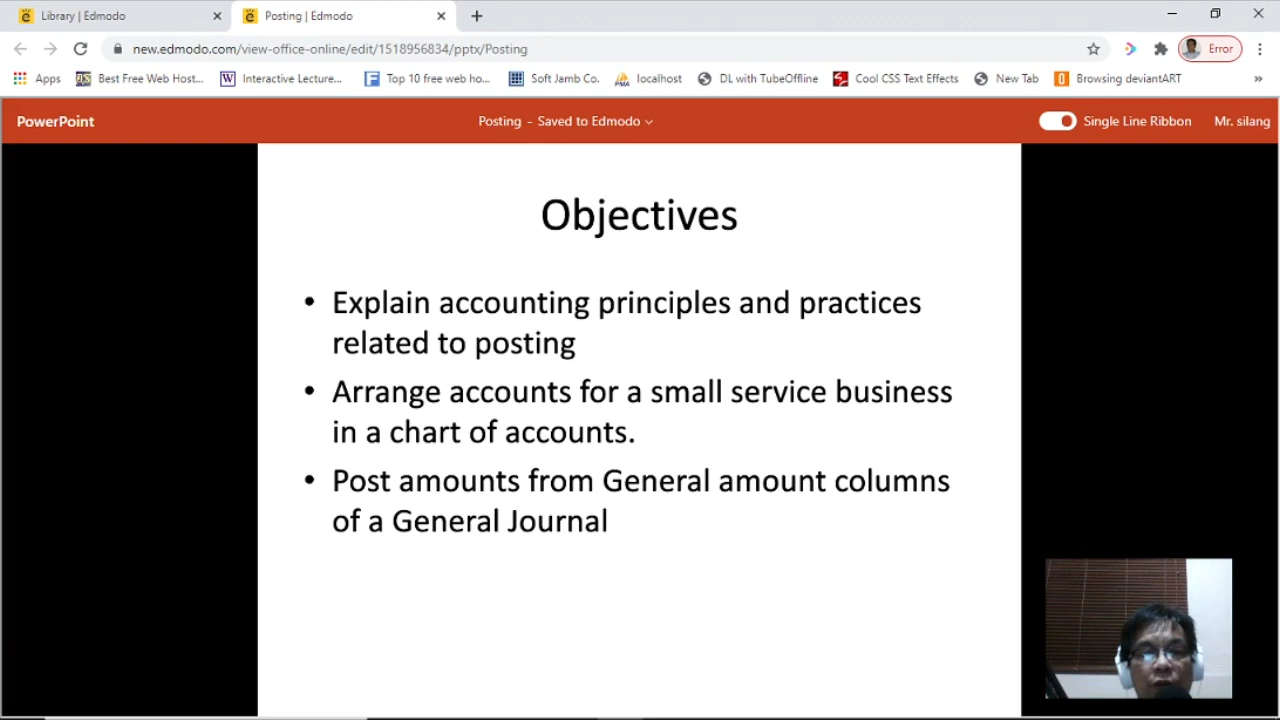 Library | Edmodo
Posting | Edmodo
new.edmodo.com/view-office-online/edit/1518956834/pptx/Posting
Error
Apps
Best Free Web Host...
Interactive Lecture...
Top 10 free web ho...
Soft Jamb Co.
localhost
DL with TubeOffline
Cool CSS Text Effects
New Tab
Browsing deviantART
PowerPoint
Posting - Saved to Edmodo
Single Line Ribbon
Mr. silang
Objectives
• Explain accounting principles and practices
related to posting
• Arrange accounts for a small service business
in a chart of accounts.
• Post amounts from General amount columns
of a General Journal